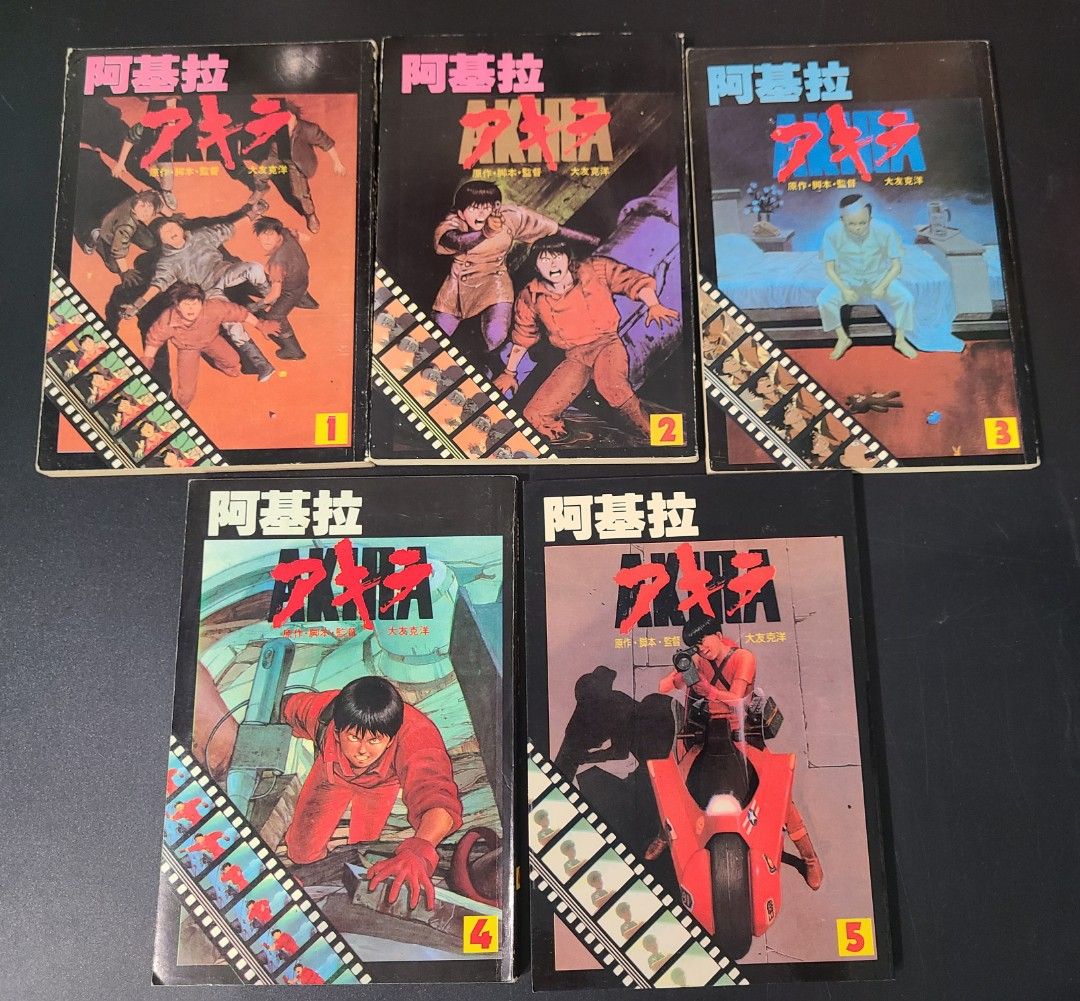 阿基拉
アキラ
原作・脚本・監督 大友克洋
1
阿基拉
AKIRA
アキラ
原作・脚本・監督 大友克洋
2
阿基拉
AKIRA
アキラ
原作・脚本・監督 大友克洋
3
阿基拉
AKIRA
アキラ
原作・脚本・監督 大友克洋
4
阿基拉
AKIRA
アキラ
原作・脚本・監督 大友克洋
5